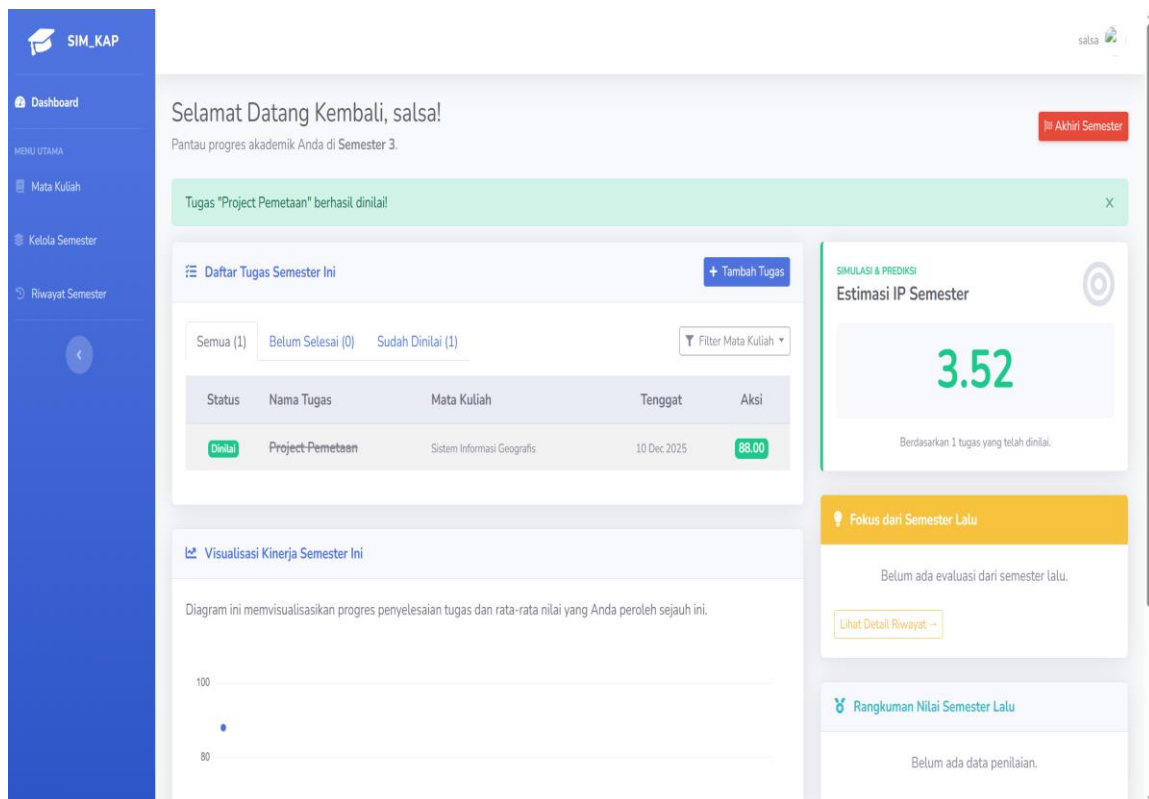 SIM_KAP
salsa
Dashboard
MENU UTAMA
Mata Kuliah
Kelola Semester
Riwayat Semester
Selamat Datang Kembali, salsa!
Pantau progres akademik Anda di Semester 3.
Akhiri Semester
Tugas "Project Pemetaan" berhasil dinilai!
X
Daftar Tugas Semester Ini
+ Tambah Tugas
Semua (1) Belum Selesai (0) Sudah Dinilai (1)
Filter Mata Kuliah
Status Nama Tugas Mata Kuliah Tenggat Aksi
Dinilai Project Pemetaan Sistem Informasi Geografis 10 Dec 2025 88.00
SIMULASI & PREDIKSI
Estimasi IP Semester
3.52
Berdasarkan 1 tugas yang telah dinilai.
Visualisasi Kinerja Semester Ini
Diagram ini memvisualisasikan progres penyelesaian tugas dan rata-rata nilai yang Anda peroleh sejauh ini.
100
80
Fokus dari Semester Lalu
Belum ada evaluasi dari semester lalu.
Lihat Detail Riwayat →
Rangkuman Nilai Semester Lalu
Belum ada data penilaian.